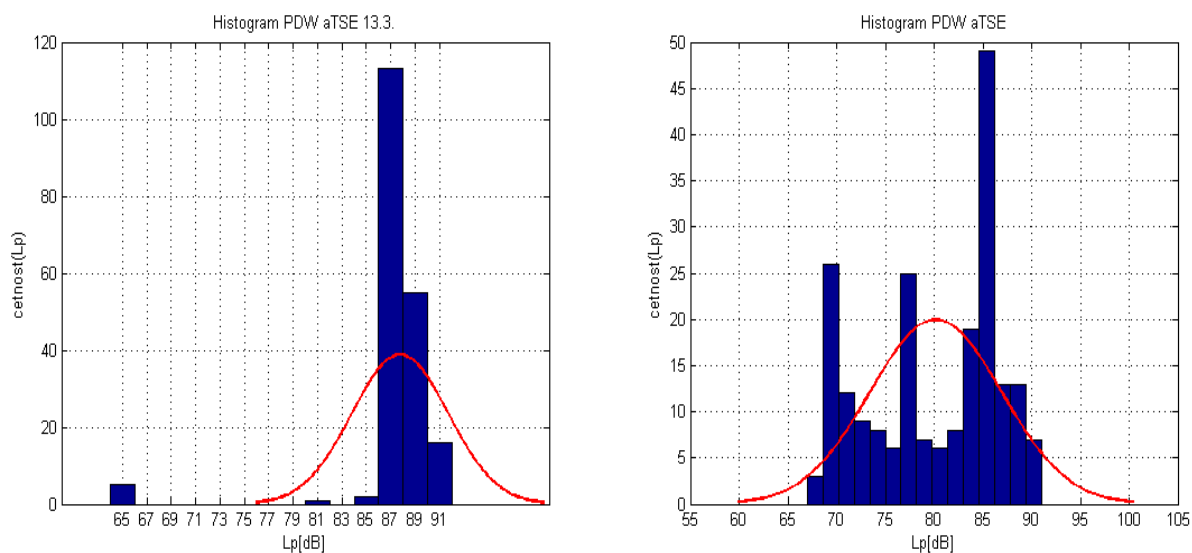 Histogram PDW aTSE 13.3.
120
100
80
60
40
20
0
cetnost(Lp)
65 67 69 71 73 75 77 79 81 83 85 87 89 91
Lp[dB]
Histogram PDW aTSE
50
45
40
35
30
25
20
15
10
5
0
cetnost(Lp)
55 60 65 70 75 80 85 90 95 100 105
Lp[dB]